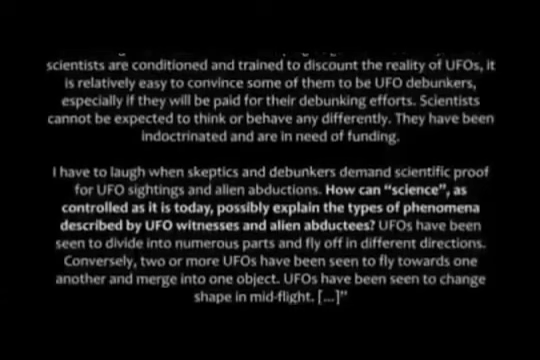 scientists are conditioned and trained to discount the reality of UFOs, it
is relatively easy to convince some of them to be UFO debunkers,
especially if they will be paid for their debunking efforts. Scientists
cannot be expected to think or behave any differently. They have been
indoctrinated and are in need of funding.
I have to laugh when skeptics and debunkers demand scientific proof
for UFO sightings and alien abductions. How can “science”, as
controlled as it is today, possibly explain the types of phenomena
described by UFO witnesses and alien abductees? UFOs have been
seen to divide into numerous parts and fly off in different directions.
Conversely, two or more UFOs have been seen to fly towards one
another and merge into one object. UFOs have been seen to change
shape in mid-flight. [...]”